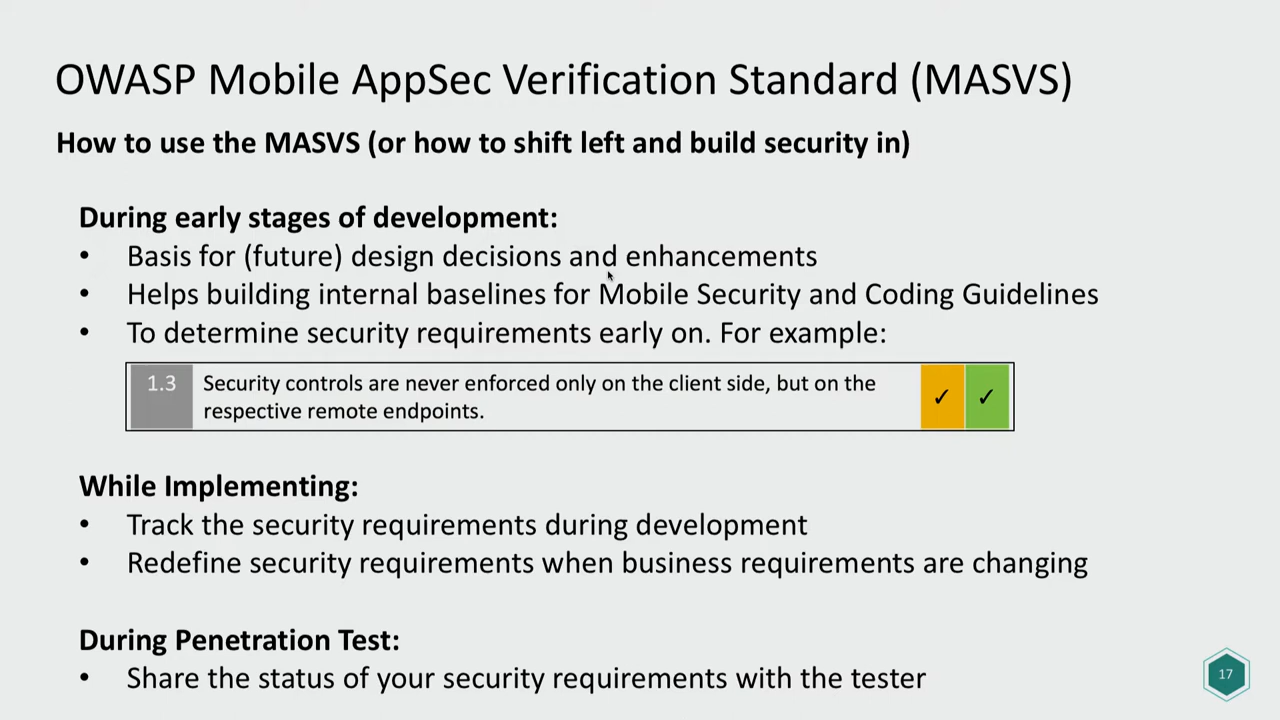 OWASP Mobile AppSec Verification Standard (MASVS)
How to use the MASVS (or how to shift left and build security in)
During early stages of development:
• Basis for (future) design decisions and enhancements
• Helps building internal baselines for Mobile Security and Coding Guidelines
• To determine security requirements early on. For example:
1.3 Security controls are never enforced only on the client side, but on the ✓ ✓
respective remote endpoints.
While Implementing:
• Track the security requirements during development
• Redefine security requirements when business requirements are changing
During Penetration Test:
• Share the status of your security requirements with the tester
17